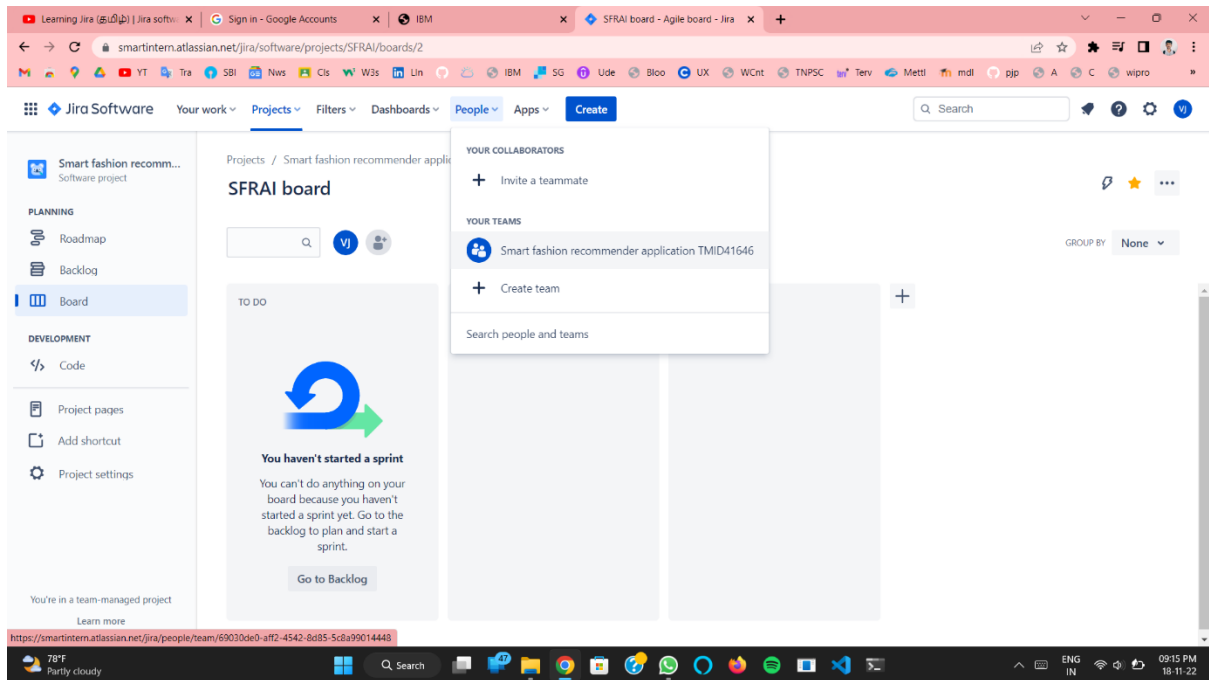 Learning Jira (தமிழ்) | Jira softw
Sign in - Google Accounts
IBM
SFRAI board - Agile board - Jira
smartintern.atlassian.net/jira/software/projects/SFRAI/boards/2
YT Tra SBI Nws Cls W3s Lin IBM SG Ude Bloo UX WCnt TNPSC Terv Mettl mdl pjp A C wipro »
Jira Software Your work Projects Filters Dashboards People Apps Create Search VJ
Smart fashion recomm...
Software project
PLANNING
Roadmap
Backlog
Board
DEVELOPMENT
Code
Project pages
Add shortcut
Project settings
You're in a team-managed project
Learn more
Projects / Smart fashion recommender applic
SFRAI board
VJ
GROUP BY None
YOUR COLLABORATORS
Invite a teammate
YOUR TEAMS
Smart fashion recommender application TMID41646
Create team
Search people and teams
TO DO
You haven't started a sprint
You can't do anything on your
board because you haven't
started a sprint yet. Go to the
backlog to plan and start a
sprint.
Go to Backlog
https://smartintern.atlassian.net/jira/people/team/69030de0-aff2-4542-8d85-5c8a99014448
78°F
Partly cloudy
Search
47
ENG
IN
09:15 PM
18-11-22